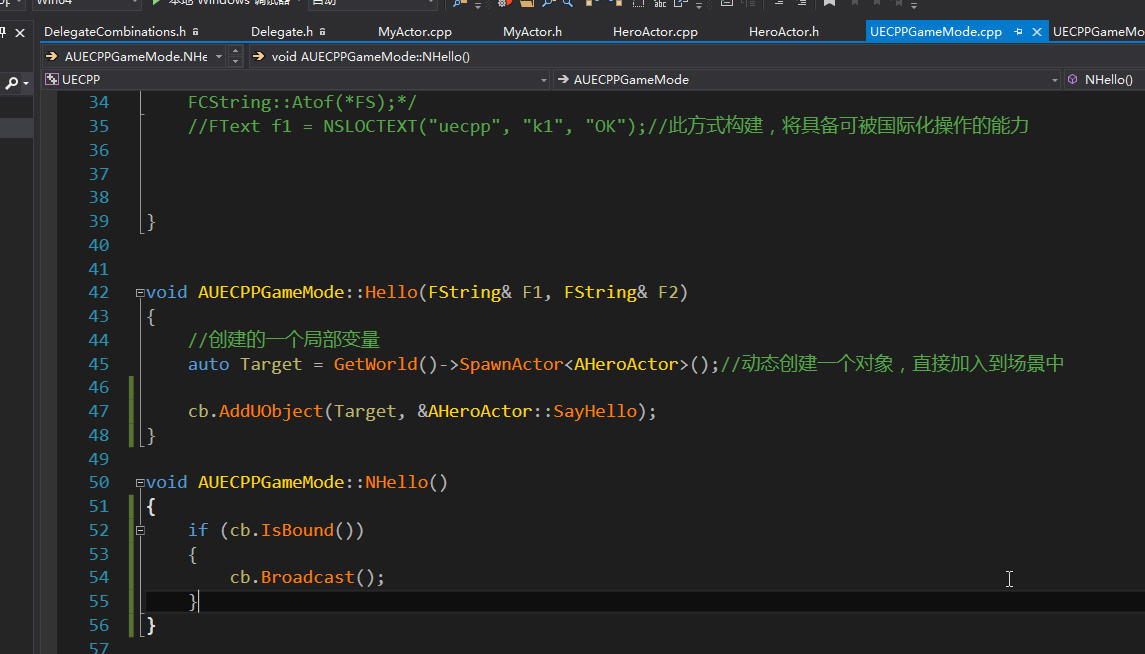 Win64 本地 Windows 调试器 自动
DelegateCombinations.h Delegate.h MyActor.cpp MyActor.h HeroActor.cpp HeroActor.h UECPPGameMode.cpp UECPPGameMo
AUECPPGameMode.NHe void AUECPPGameMode::NHello()
UECPP AUECPPGameMode NHello()
34 FCString::Atof(*FS);*/
35 //FText f1 = NSLOCTEXT("uecpp", "k1", "OK");//此方式构建，将具备可被国际化操作的能力
36
37
38
39 }
40
41
42 void AUECPPGameMode::Hello(FString& F1, FString& F2)
43 {
44 //创建的一个局部变量
45 auto Target = GetWorld()->SpawnActor<AHeroActor>();//动态创建一个对象，直接加入到场景中
46
47 cb.AddUObject(Target, &AHeroActor::SayHello);
48 }
49
50 void AUECPPGameMode::NHello()
51 {
52 if (cb.IsBound())
53 {
54 cb.Broadcast();
55 }
56 }
57